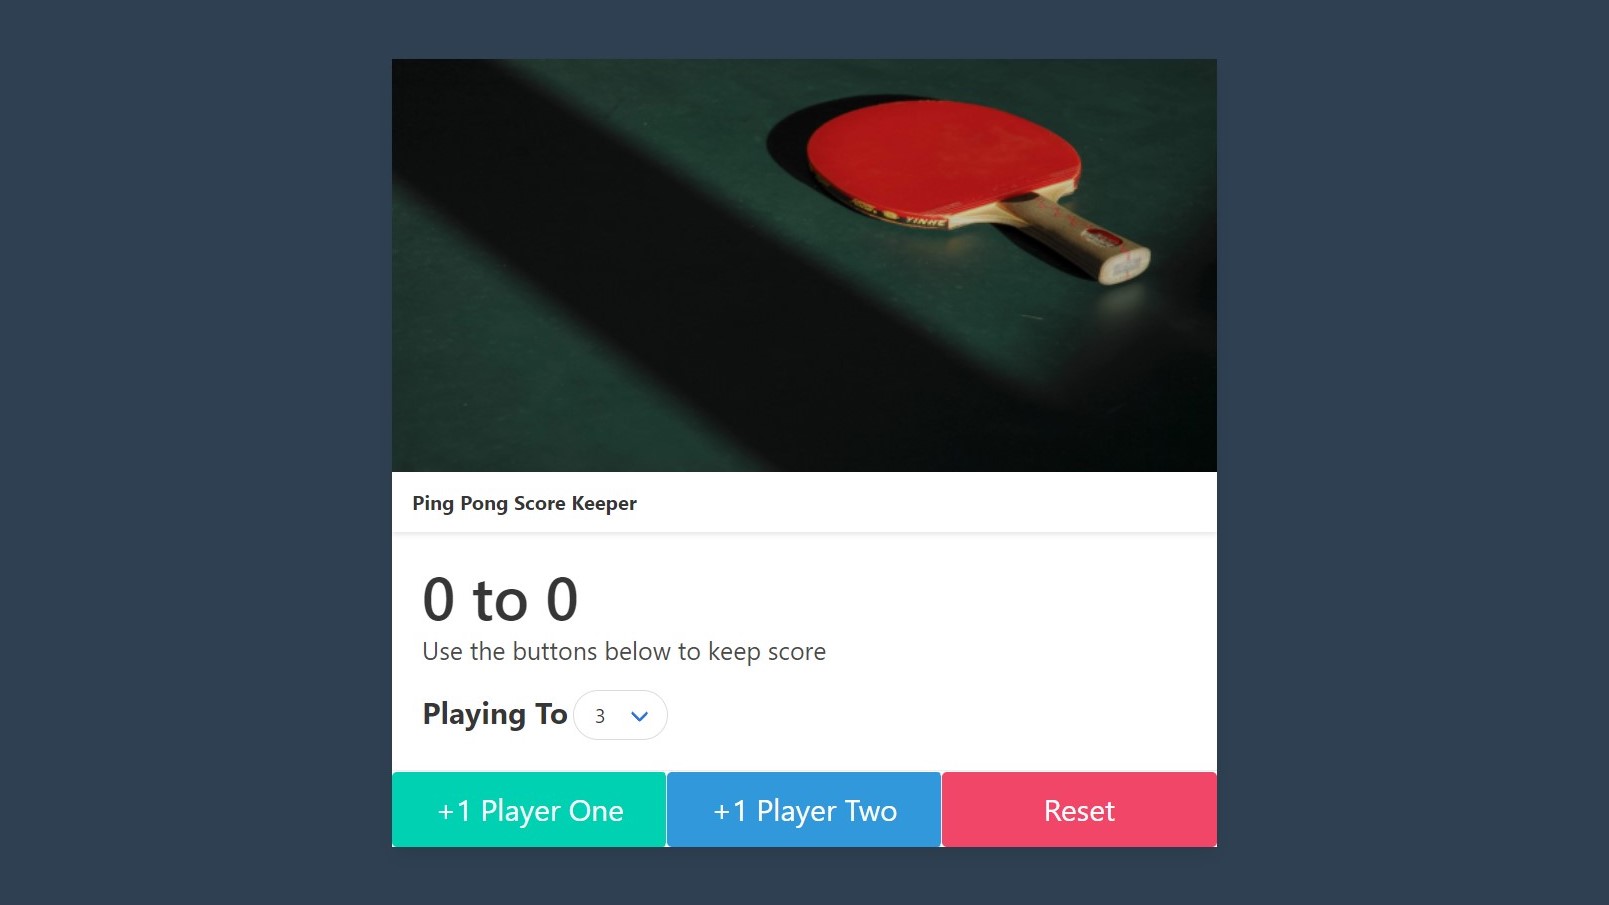 YINHE
Ping Pong Score Keeper
0 to 0
Use the buttons below to keep score
Playing To 3
+1 Player One
+1 Player Two
Reset